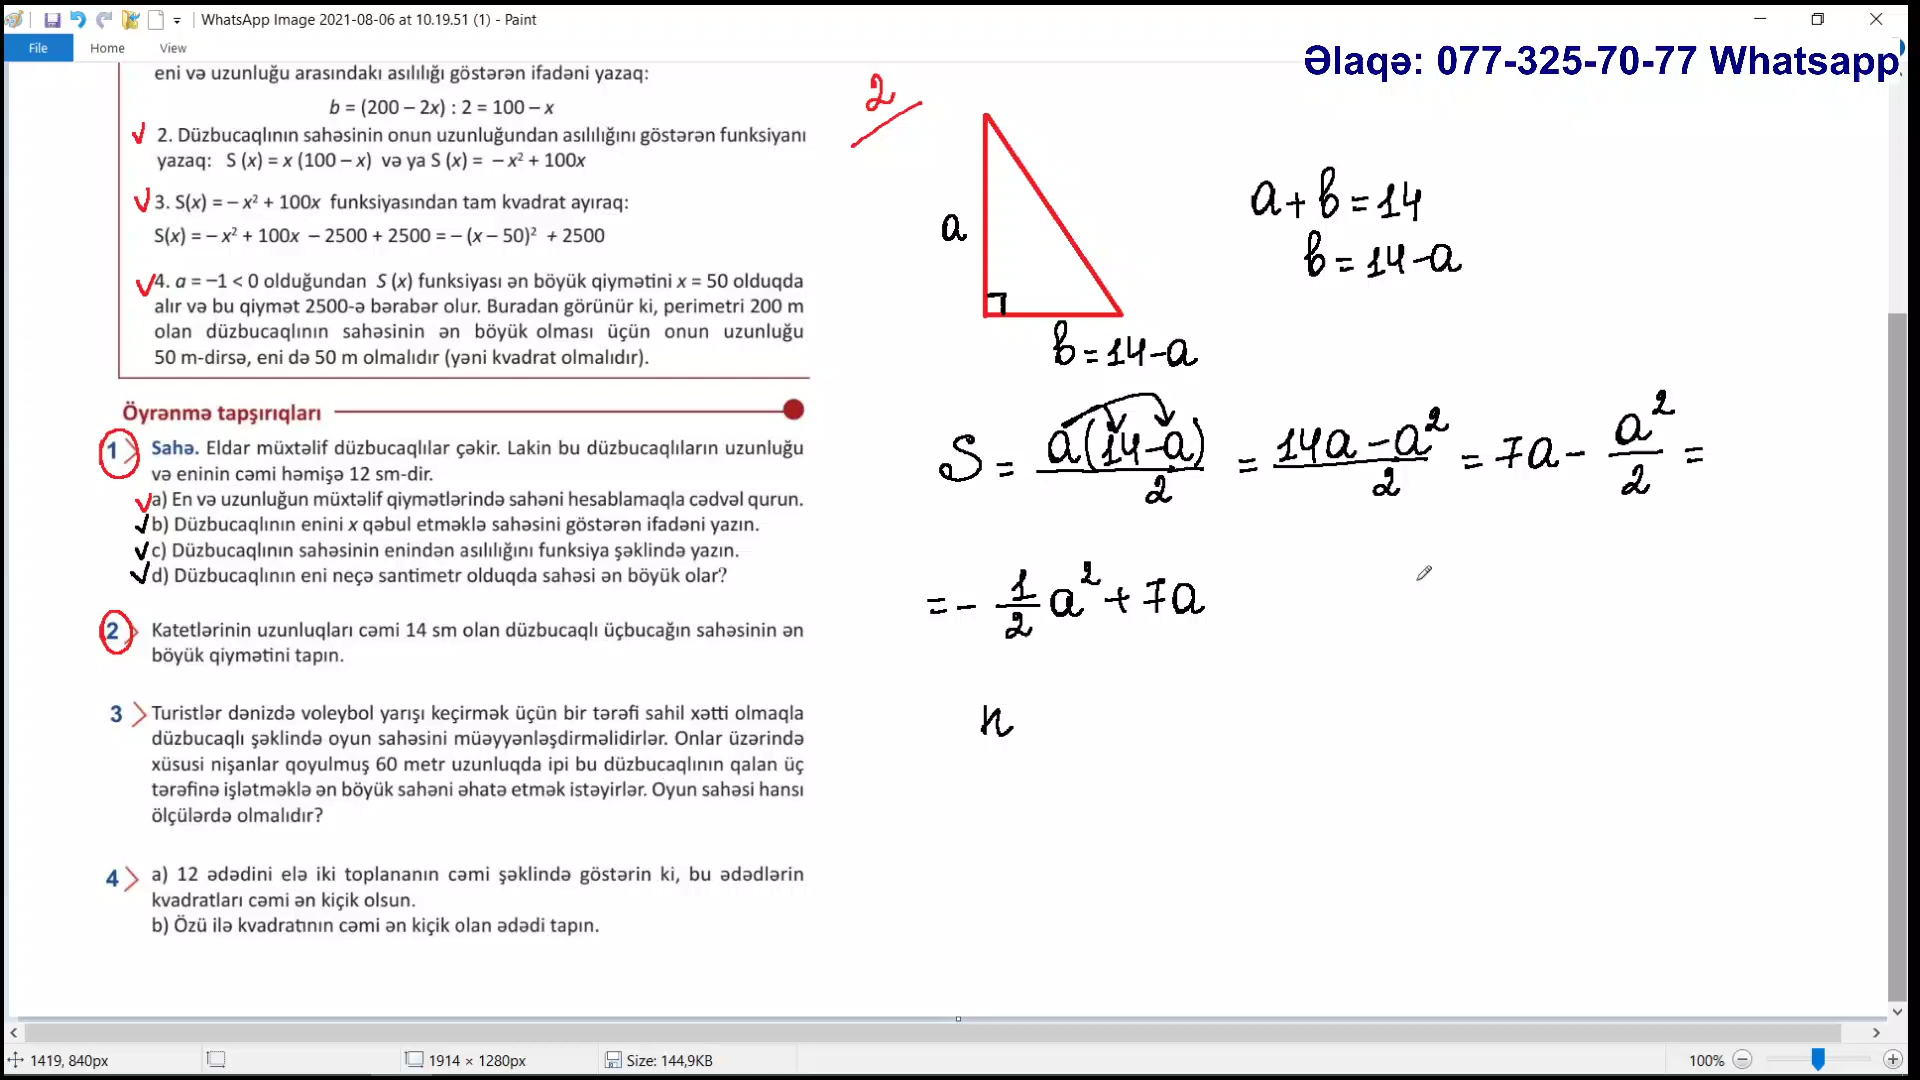 WhatsApp Image 2021-08-06 at 10.19.51 (1) - Paint
File Home View
Əlaqə: 077-325-70-77 Whatsapp
eni və uzunluğu arasındakı asılılığı göstərən ifadəni yazaq:
b = (200 – 2x) : 2 = 100 – x
2. Düzbucaqlının sahəsinin onun uzunluğundan asılılığını göstərən funksiyanı
yazaq: S (x) = x (100 – x) və ya S (x) = – x² + 100x
3. S(x) = – x² + 100x funksiyasından tam kvadrat ayıraq:
S(x) = – x² + 100x – 2500 + 2500 = – (x – 50)² + 2500
4. a = –1 < 0 olduğundan S (x) funksiyası ən böyük qiymətini x = 50 olduqda
alır və bu qiymət 2500-ə bərabər olur. Buradan görünür ki, perimetri 200 m
olan düzbucaqlının sahəsinin ən böyük olması üçün onun uzunluğu
50 m-dirsə, eni də 50 m olmalıdır (yəni kvadrat olmalıdır).
Öyrənmə tapşırıqları
1 Sahə. Eldar müxtəlif düzbucaqlılar çəkir. Lakin bu düzbucaqlıların uzunluğu
və eninin cəmi həmişə 12 sm-dir.
a) En və uzunluğun müxtəlif qiymətlərində sahəni hesablamaqla cədvəl qurun.
b) Düzbucaqlının enini x qəbul etməklə sahəsini göstərən ifadəni yazın.
c) Düzbucaqlının sahəsinin enindən asılılığını funksiya şəklində yazın.
d) Düzbucaqlının eni neçə santimetr olduqda sahəsi ən böyük olar?
2 Katetlərinin uzunluqları cəmi 14 sm olan düzbucaqlı üçbucağın sahəsinin ən
böyük qiymətini tapın.
3 Turistlər dənizdə voleybol yarışı keçirmək üçün bir tərəfi sahil xətti olmaqla
düzbucaqlı şəklində oyun sahəsini müəyyənləşdirməlidirlər. Onlar üzərində
xüsusi nişanlar qoyulmuş 60 metr uzunluqda ipi bu düzbucaqlının qalan üç
tərəfinə işlətməklə ən böyük sahəni əhatə etmək istəyirlər. Oyun sahəsi hansı
ölçülərdə olmalıdır?
4 a) 12 ədədini elə iki toplananın cəmi şəklində göstərin ki, bu ədədlərin
kvadratları cəmi ən kiçik olsun.
b) Özü ilə kvadratının cəmi ən kiçik olan ədədi tapın.
2
a
a + b = 14
b = 14 - a
b = 14 - a
S = a(14-a)/2 = 14a - a²/2 = 7a - a²/2 =
= - 1/2 a² + 7a
n
1419, 840px 1914 × 1280px Size: 144,9KB 100%